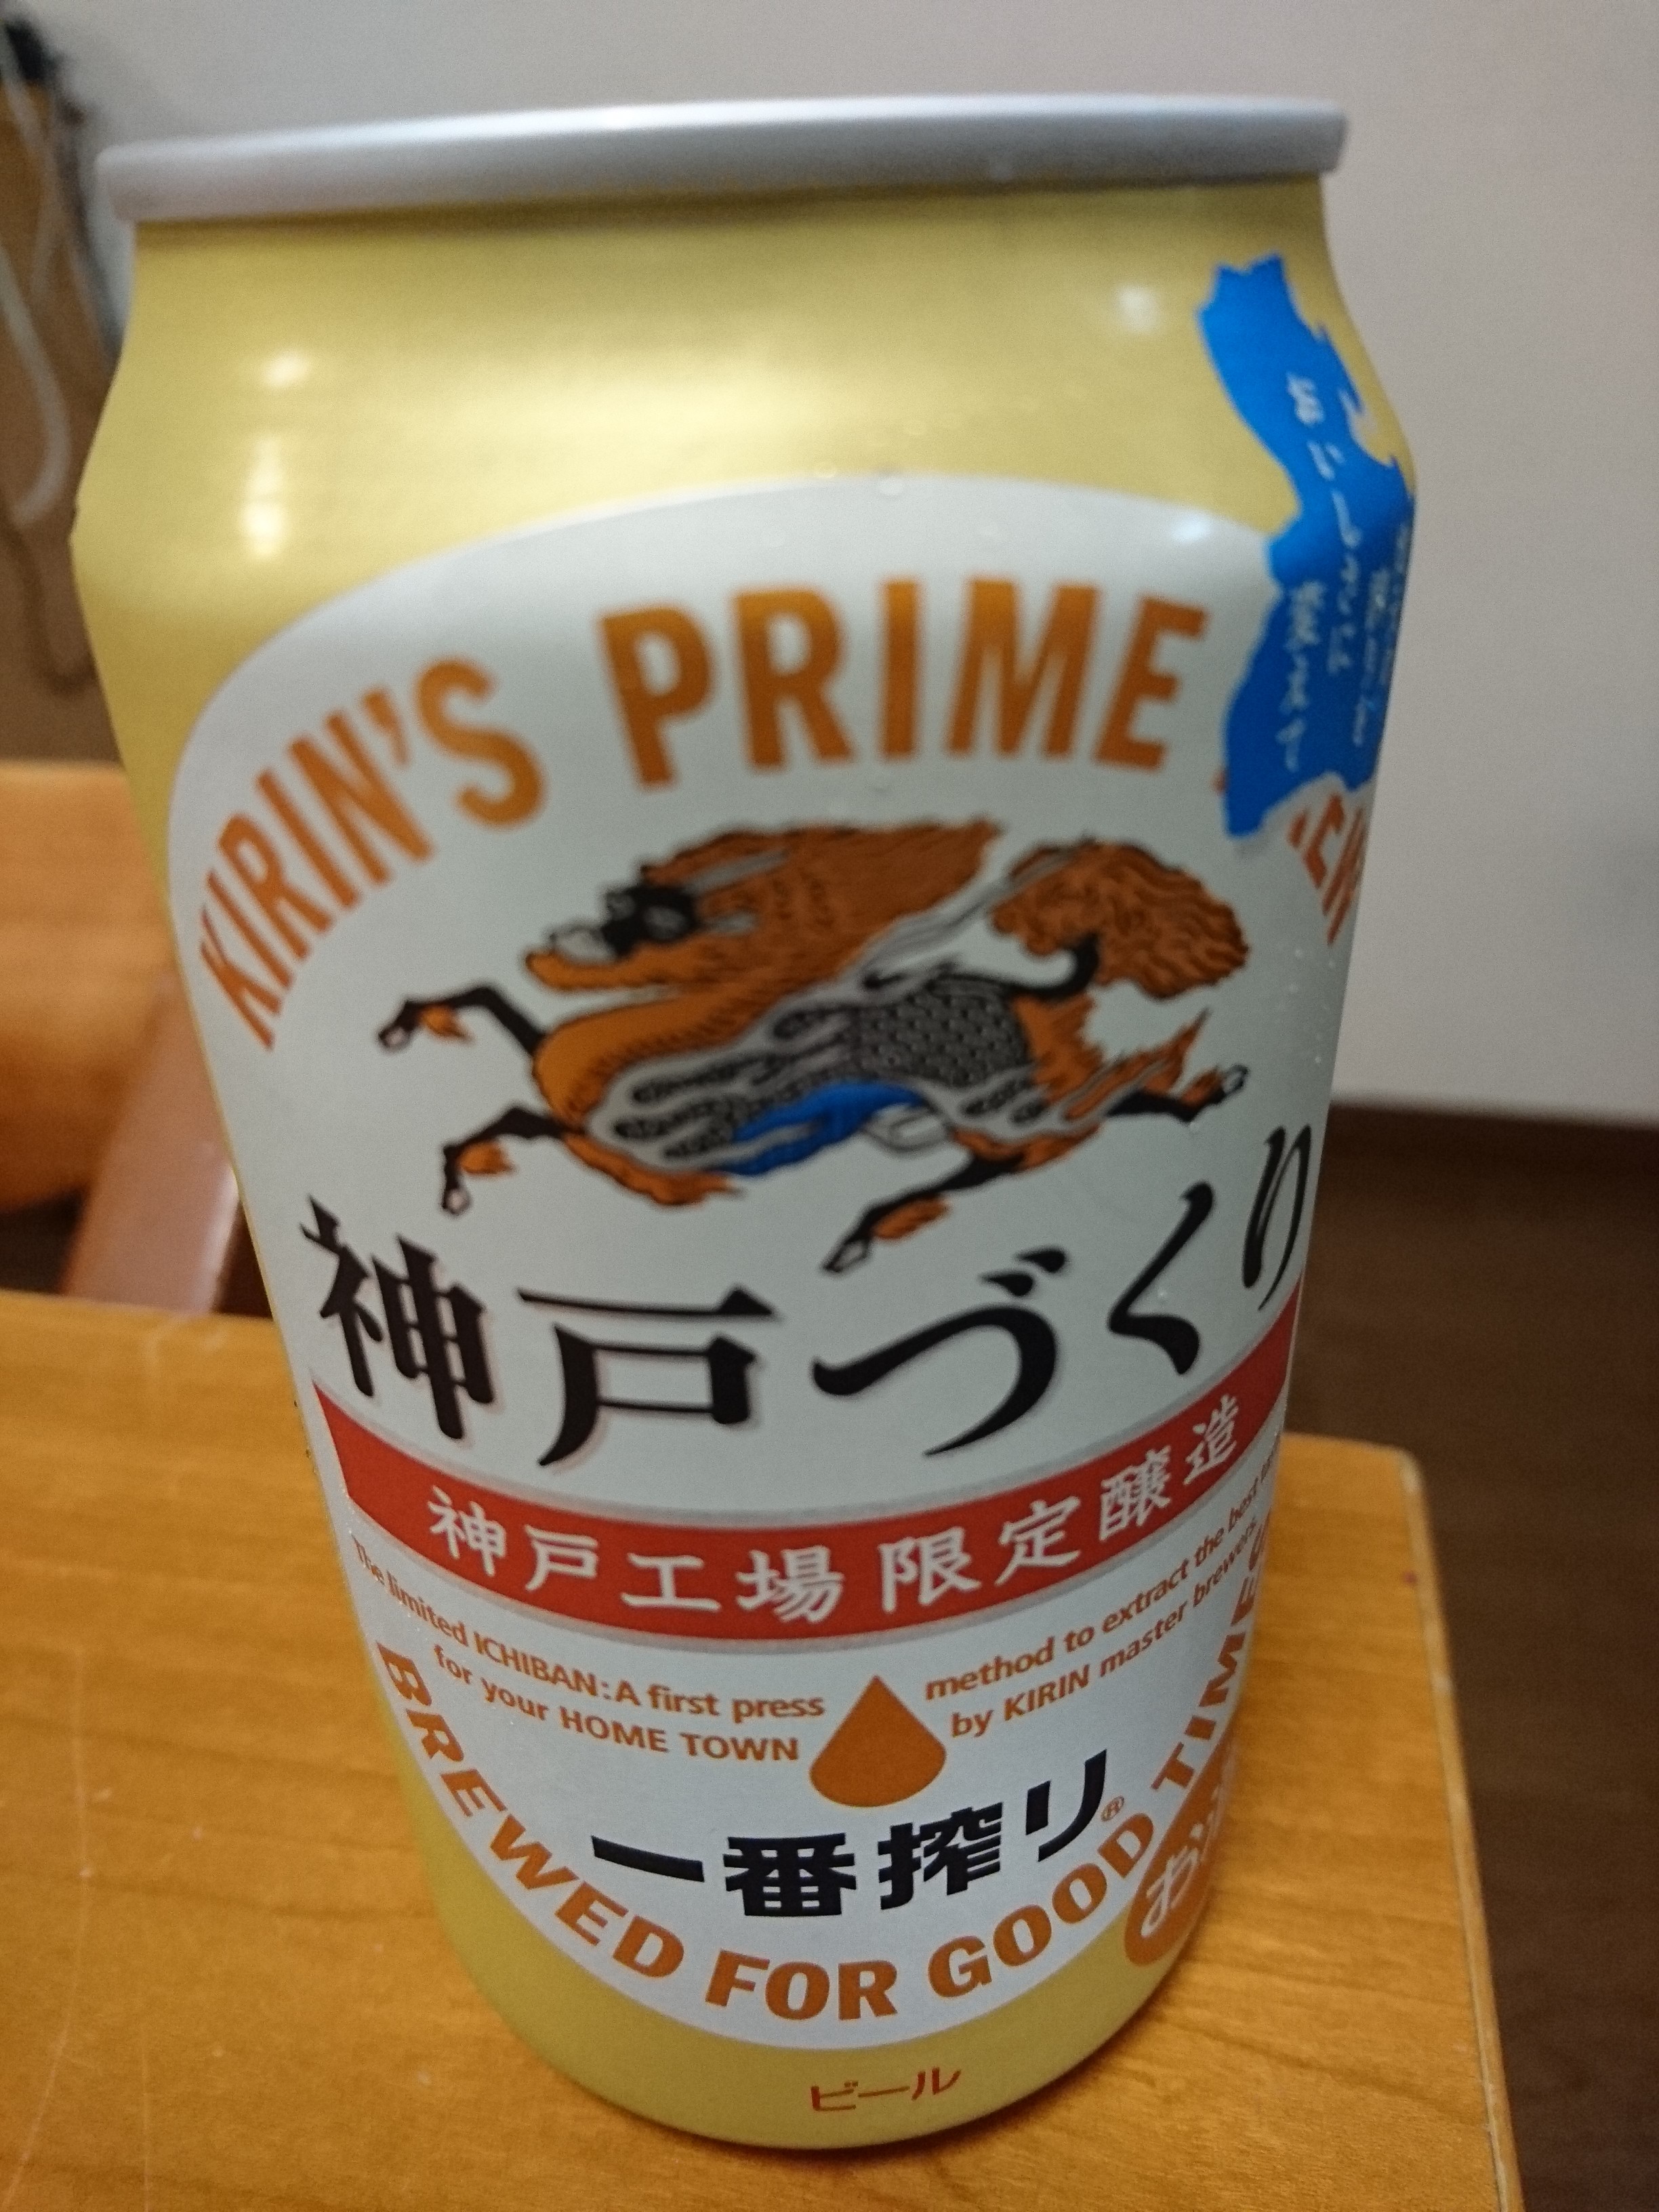 KIRIN'S PRIME
神戸づくり
神戸工場 限定醸造
The limited ICHIBAN:A first press
method to extract the best
for your HOME TOWN
by KIRIN master brewers.
一番搾り®
BREWED FOR GOOD TIMES
ビール